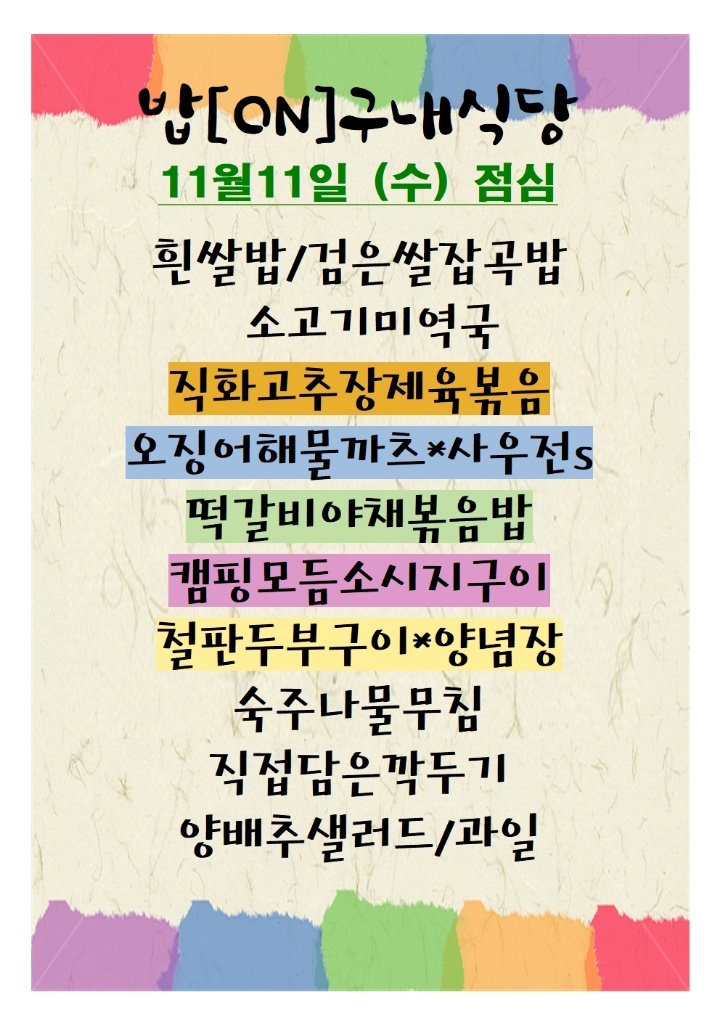 밥[ON]구내식당
11월11일 (수) 점심
흰쌀밥/검은쌀잡곡밥
소고기미역국
직화고추장제육볶음
오징어해물까츠*사우전s
떡갈비야채볶음밥
캠핑모듬소시지구이
철판두부구이*양념장
숙주나물무침
직접담은깍두기
양배추샐러드/과일